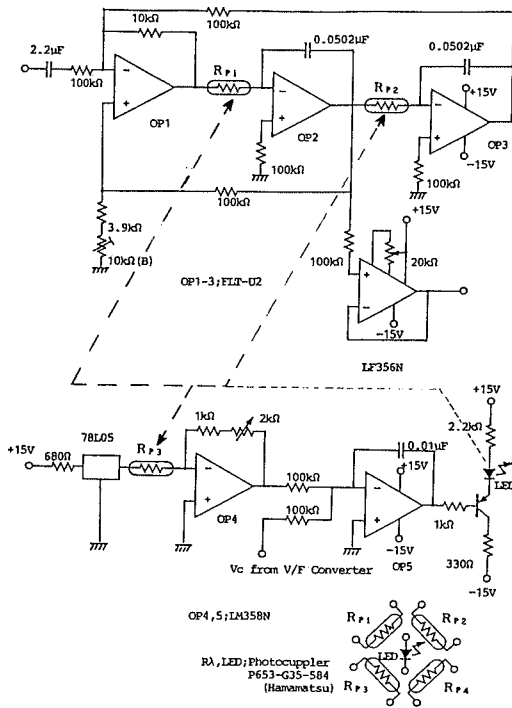 100kΩ
10kΩ
2.2μF
0.0502μF
0.0502μF
100kΩ
RP1
RP2
+15V
OP1
OP2
OP3
-15V
100kΩ
100kΩ
100kΩ
3.9kΩ
10kΩ(B)
+15V
100kΩ
20kΩ
OP1-3;FLT-U2
-15V
LF356N
+15V
1kΩ
2kΩ
2.2kΩ
78L05
RP3
0.01μF
+15V
+15V
680Ω
LED
100kΩ
OP4
100kΩ
1kΩ
-15V
OP5
330Ω
Vc from V/F Converter
-15V
OP4,5;LM358N
RP1
RP2
LED
Rλ,LED;Photocuppler
P653-G35-584
(Hamamatsu)
RP3
RP4